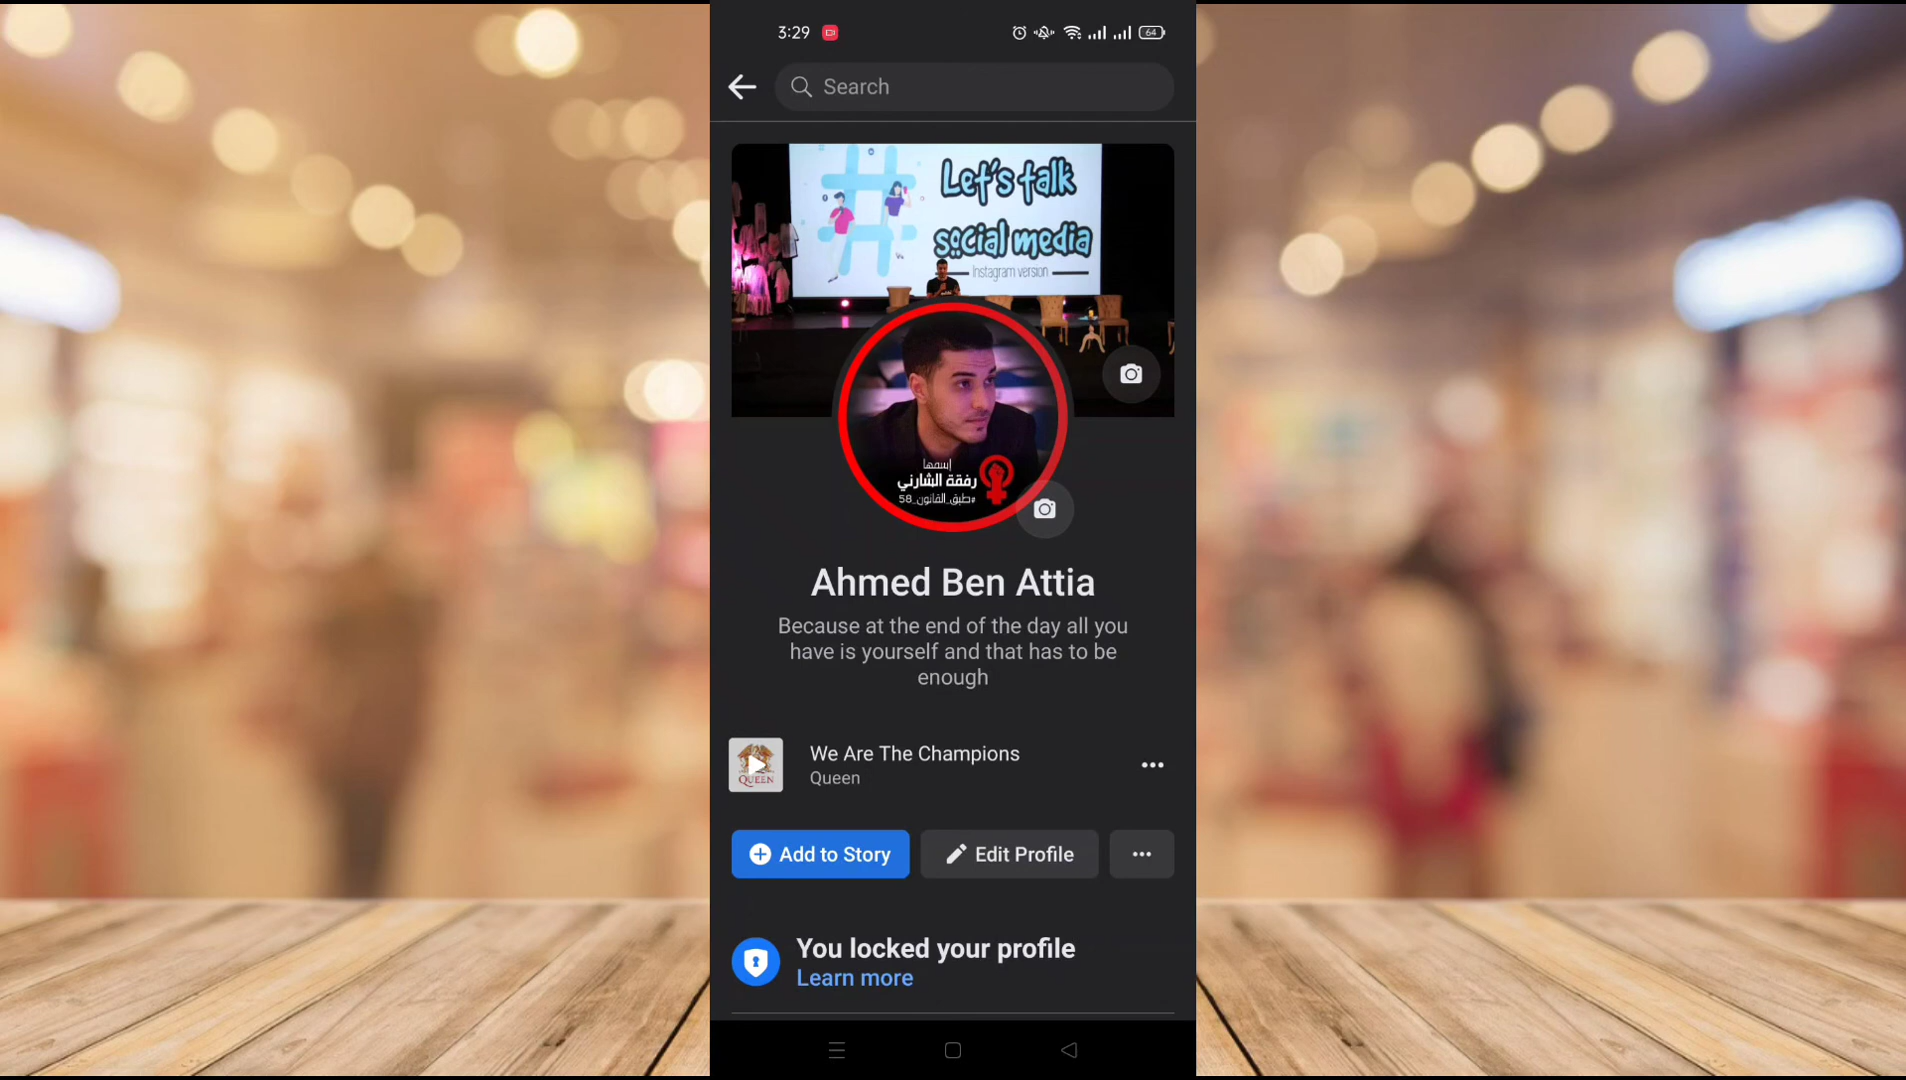 3:29
64
Search
Let's talk
social media
Instagram version
إسمها
رفقة الشارني
#طبق_القانون_58
Ahmed Ben Attia
Because at the end of the day all you
have is yourself and that has to be
enough
We Are The Champions
QUEEN
Queen
Add to Story
Edit Profile
You locked your profile
Learn more